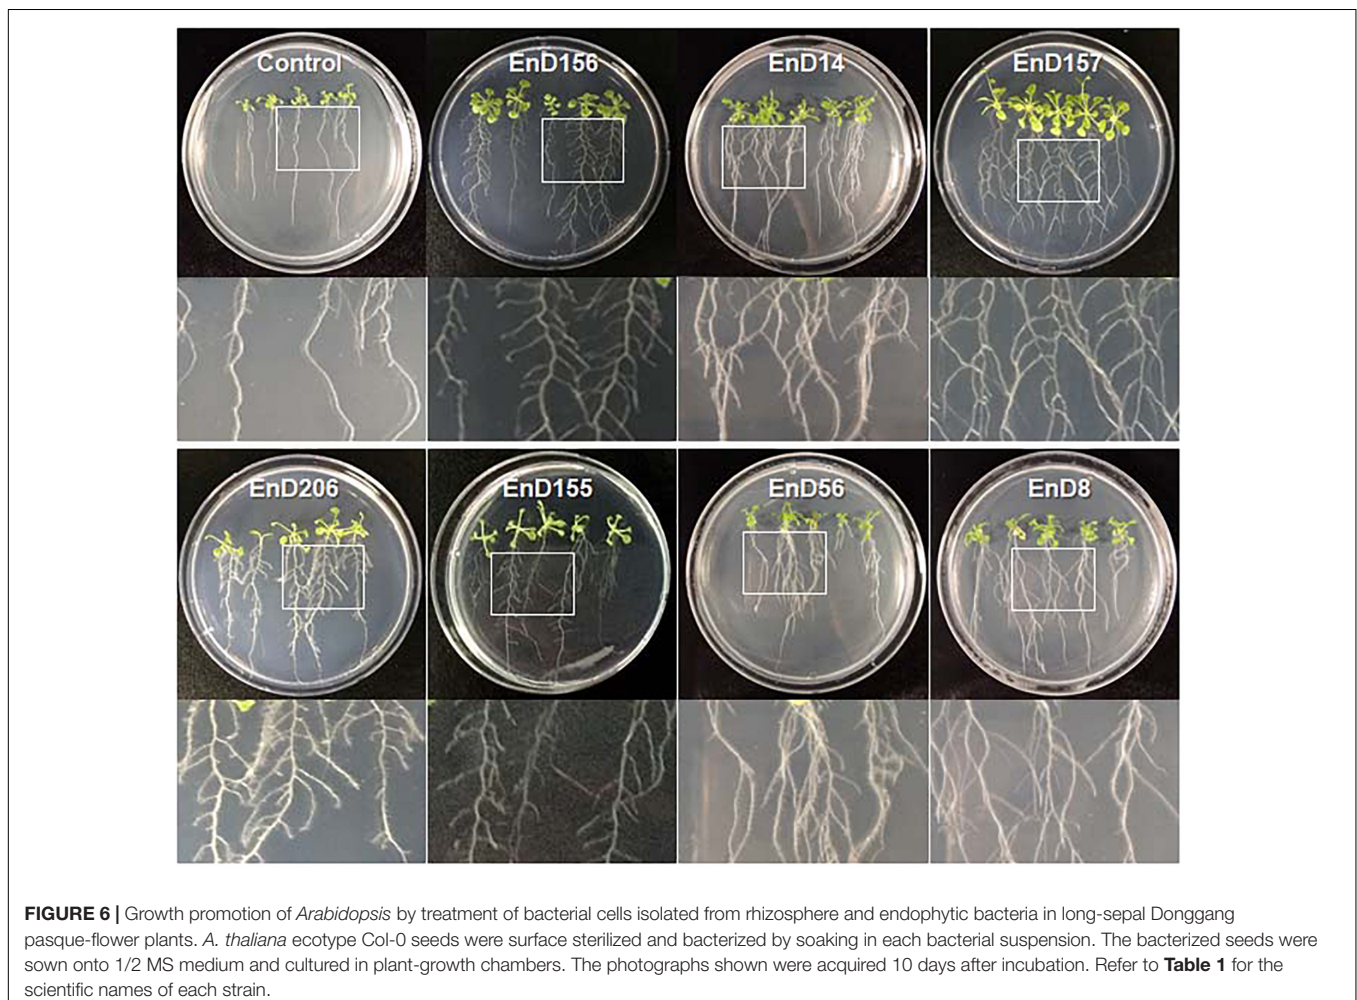 Control
EnD156
EnD14
EnD157
EnD206
EnD155
EnD56
EnD8
FIGURE 6 | Growth promotion of Arabidopsis by treatment of bacterial cells isolated from rhizosphere and endophytic bacteria in long-sepal Donggang
pasque-flower plants. A. thaliana ecotype Col-0 seeds were surface sterilized and bacterized by soaking in each bacterial suspension. The bacterized seeds were
sown onto 1/2 MS medium and cultured in plant-growth chambers. The photographs shown were acquired 10 days after incubation. Refer to Table 1 for the
scientific names of each strain.